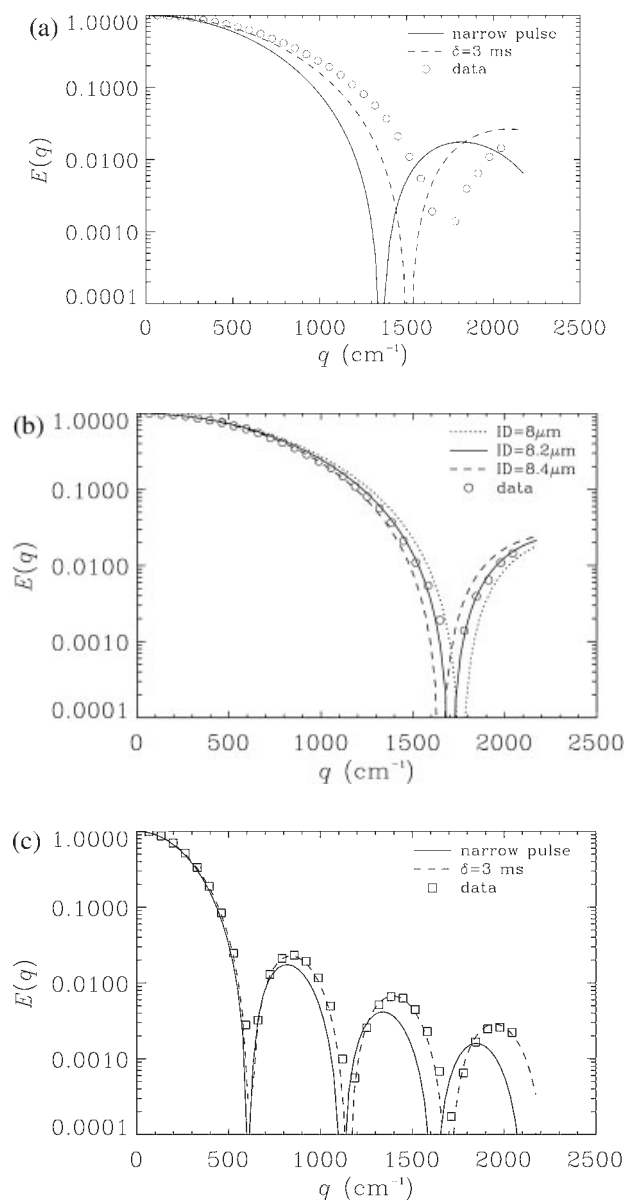 (a)
1.0000
0.1000
0.0100
0.0010
0.0001
E(q)
narrow pulse
δ=3 ms
data
0 500 1000 1500 2000 2500
q (cm⁻¹)
(b)
1.0000
0.1000
0.0100
0.0010
0.0001
E(q)
ID=8μm
ID=8.2μm
ID=8.4μm
data
0 500 1000 1500 2000 2500
q (cm⁻¹)
(c)
1.0000
0.1000
0.0100
0.0010
0.0001
E(q)
narrow pulse
δ=3 ms
data
0 500 1000 1500 2000 2500
q (cm⁻¹)